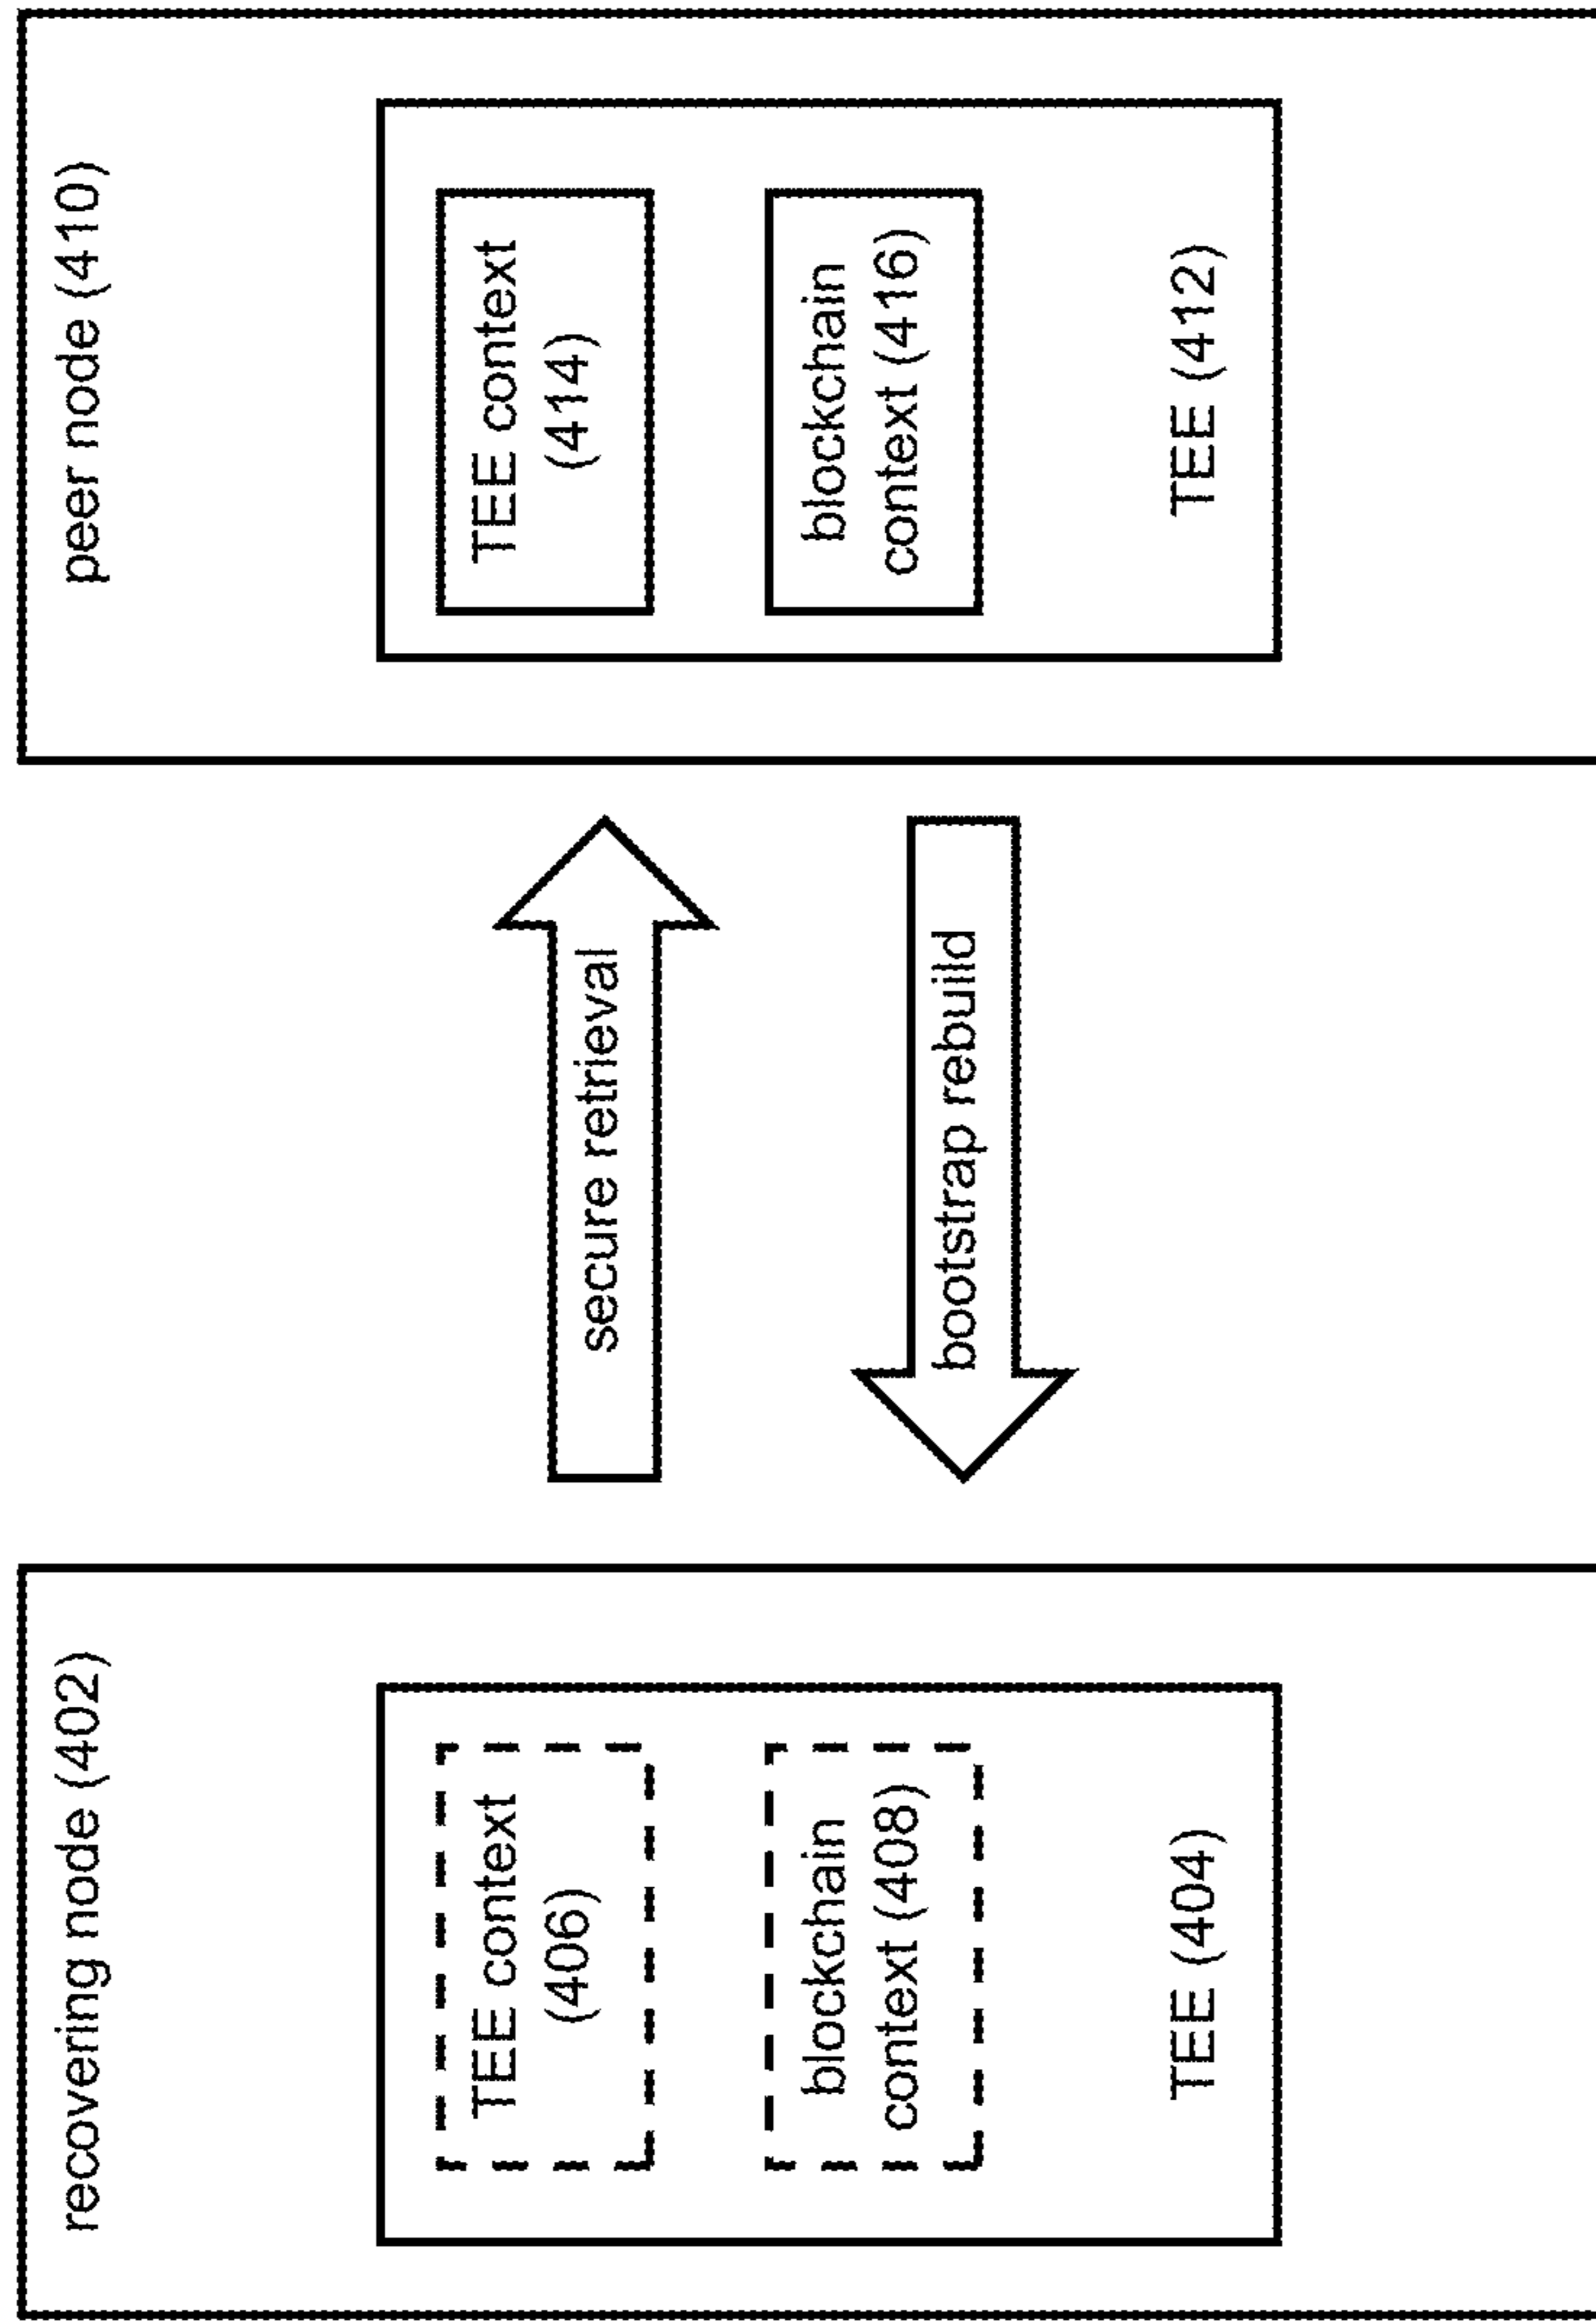 recovering node (402)
TEE context
(406)
blockchain
context (408)
TEE (404)
secure retrieval
bootstrap rebuild
peer node (410)
TEE context
(414)
blockchain
context (416)
TEE (412)